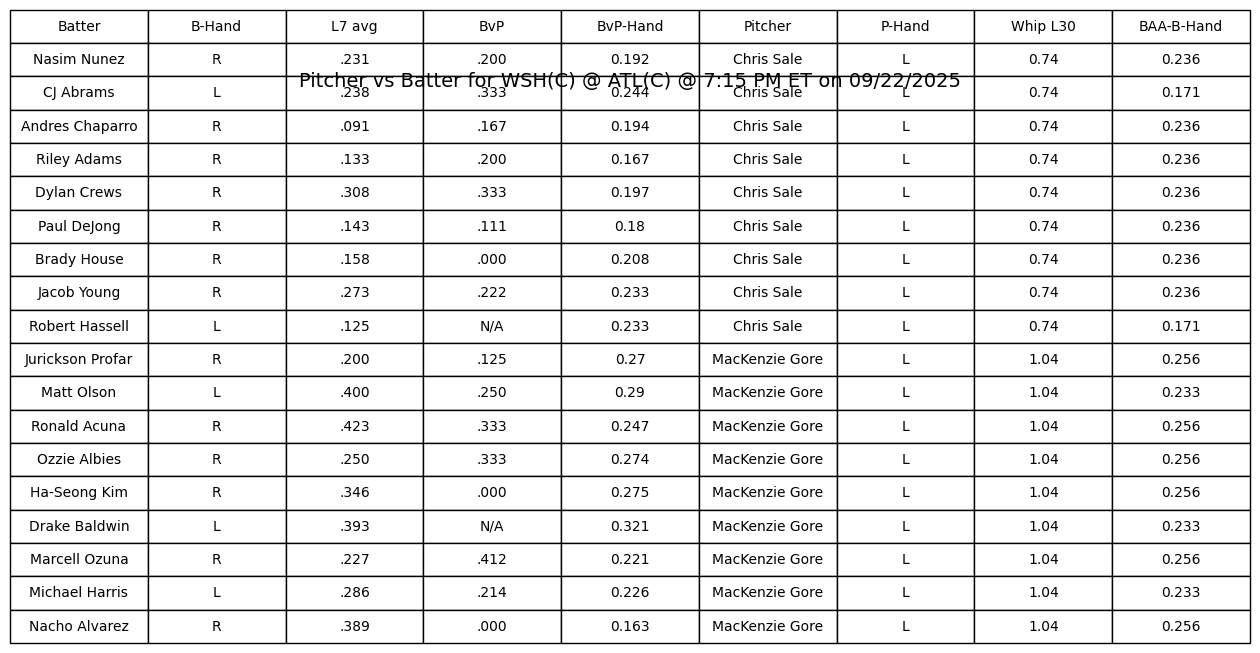 Batter B-Hand L7 avg BvP BvP-Hand Pitcher P-Hand Whip L30 BAA-B-Hand
Nasim Nunez R .231 .200 0.192 Chris Sale L 0.74 0.236
Pitcher vs Batter for WSH(C) @ ATL(C) @ 7:15 PM ET on 09/22/2025
CJ Abrams L .238 .333 0.244 Chris Sale L 0.74 0.171
Andres Chaparro R .091 .167 0.194 Chris Sale L 0.74 0.236
Riley Adams R .133 .200 0.167 Chris Sale L 0.74 0.236
Dylan Crews R .308 .333 0.197 Chris Sale L 0.74 0.236
Paul DeJong R .143 .111 0.18 Chris Sale L 0.74 0.236
Brady House R .158 .000 0.208 Chris Sale L 0.74 0.236
Jacob Young R .273 .222 0.233 Chris Sale L 0.74 0.236
Robert Hassell L .125 N/A 0.233 Chris Sale L 0.74 0.171
Jurickson Profar R .200 .125 0.27 MacKenzie Gore L 1.04 0.256
Matt Olson L .400 .250 0.29 MacKenzie Gore L 1.04 0.233
Ronald Acuna R .423 .333 0.247 MacKenzie Gore L 1.04 0.256
Ozzie Albies R .250 .333 0.274 MacKenzie Gore L 1.04 0.256
Ha-Seong Kim R .346 .000 0.275 MacKenzie Gore L 1.04 0.256
Drake Baldwin L .393 N/A 0.321 MacKenzie Gore L 1.04 0.233
Marcell Ozuna R .227 .412 0.221 MacKenzie Gore L 1.04 0.256
Michael Harris L .286 .214 0.226 MacKenzie Gore L 1.04 0.233
Nacho Alvarez R .389 .000 0.163 MacKenzie Gore L 1.04 0.256